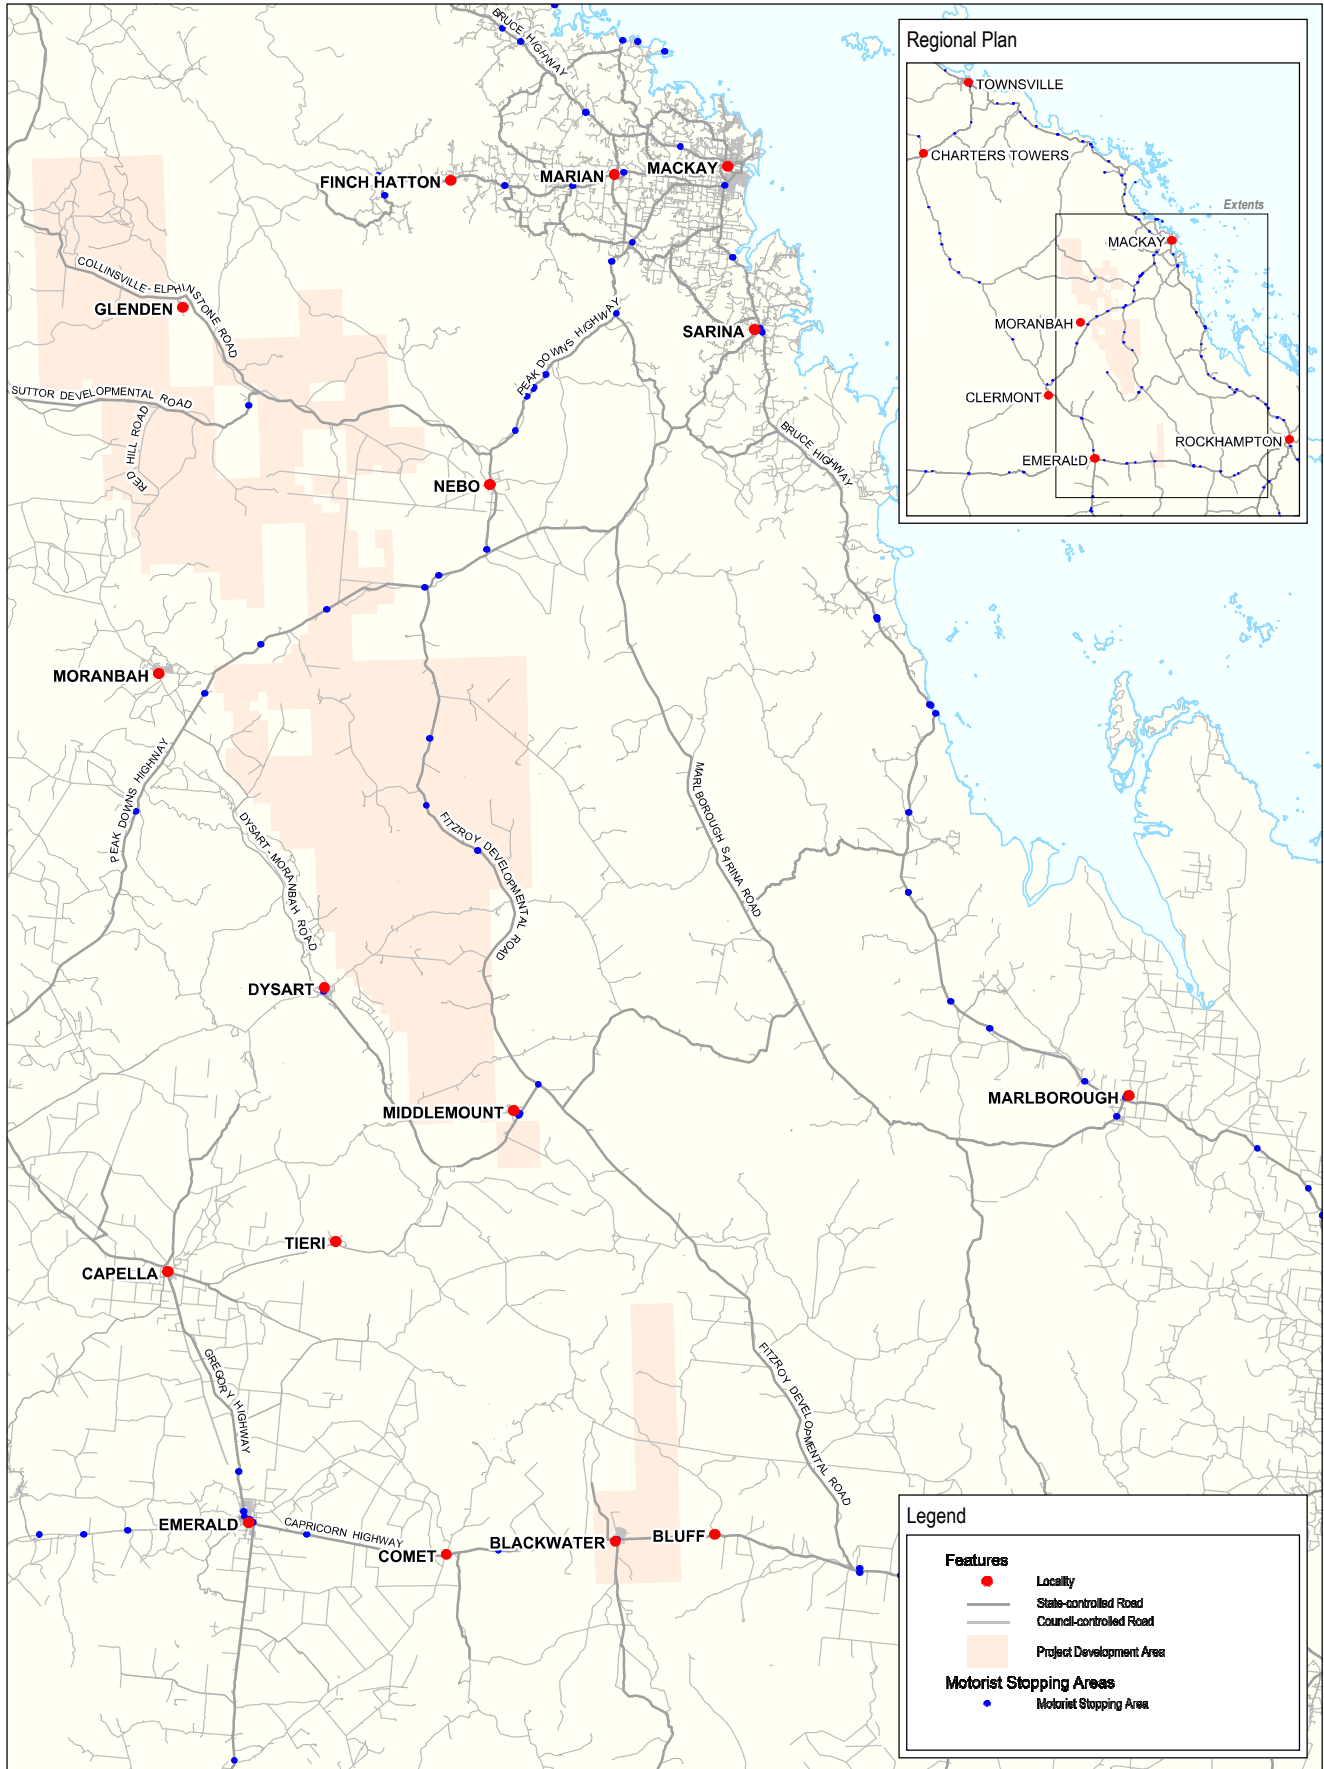 BRUCE HIGHWAY
FINCH HATTON
MARIAN
MACKAY
COLLINSVILLE-ELPHINSTONE ROAD
GLENDEN
PEAK DOWNS HIGHWAY
SARINA
SUTTOR DEVELOPMENTAL ROAD
RED HILL ROAD
BRUCE HIGHWAY
NEBO
MORANBAH
PEAK DOWNS HIGHWAY
DYSART-MORANBAH ROAD
FITZROY DEVELOPMENTAL ROAD
MARLBOROUGH SARINA ROAD
DYSART
MIDDLEMOUNT
MARLBOROUGH
TIERI
CAPELLA
GREGORY HIGHWAY
FITZROY DEVELOPMENTAL ROAD
EMERALD
CAPRICORN HIGHWAY
COMET
BLACKWATER
BLUFF
Regional Plan
TOWNSVILLE
CHARTERS TOWERS
Extents
MACKAY
MORANBAH
CLERMONT
ROCKHAMPTON
EMERALD
Legend
Features
Locality
State-controlled Road
Council-controlled Road
Project Development Area
Motorist Stopping Areas
Motorist Stopping Area